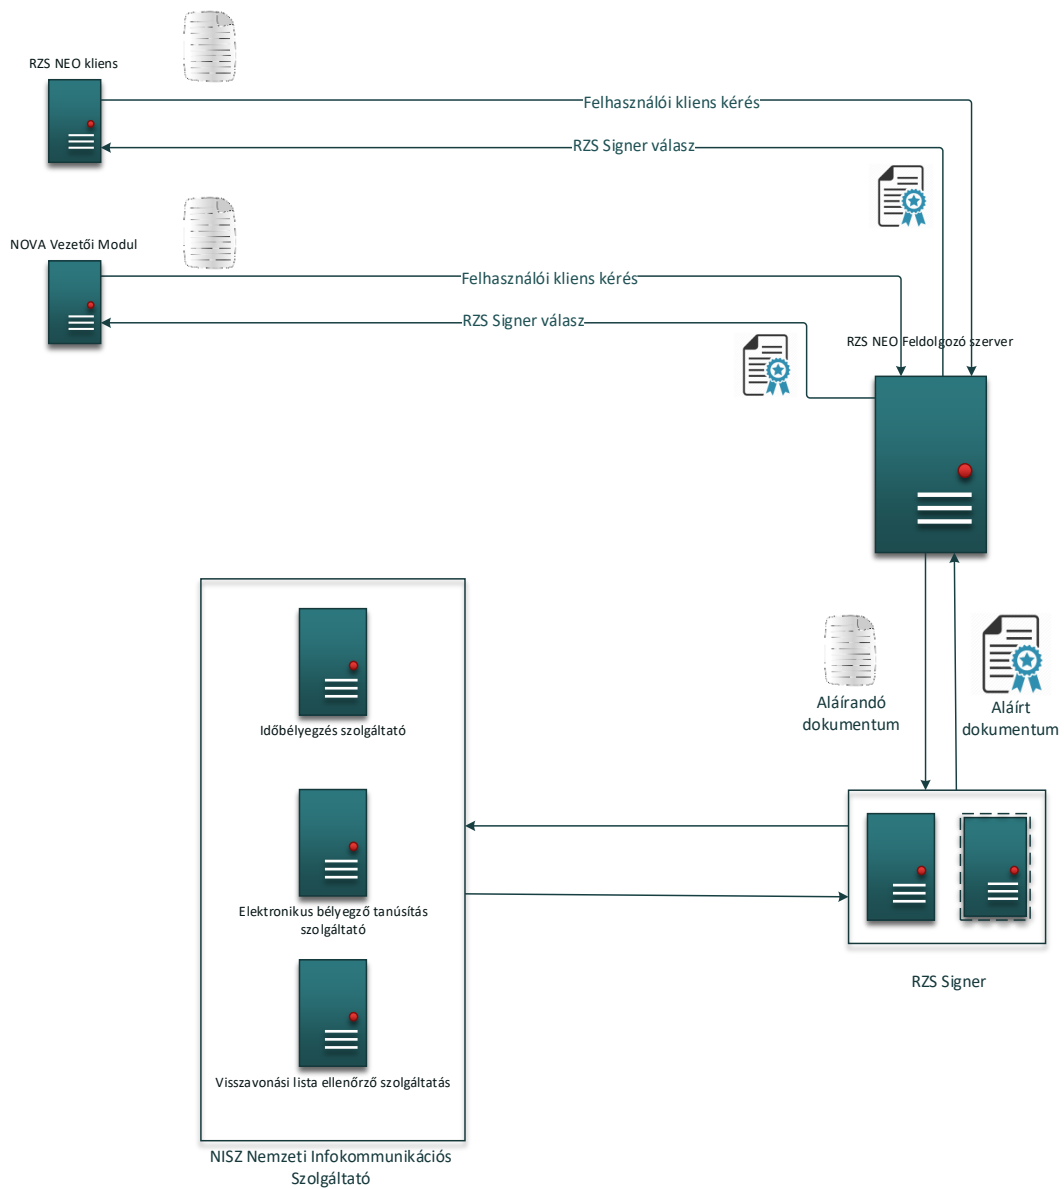 RZS NEO kliens
Felhasználói kliens kérés
RZS Signer válasz
NOVA Vezetői Modul
Felhasználói kliens kérés
RZS Signer válasz
RZS NEO Feldolgozó szerver
Aláírandó
dokumentum
Aláírt
dokumentum
Időbélyegzés szolgáltató
Elektronikus bélyegző tanúsítás
szolgáltató
Visszavonási lista ellenőrző szolgáltatás
RZS Signer
NISZ Nemzeti Infokommunikációs
Szolgáltató